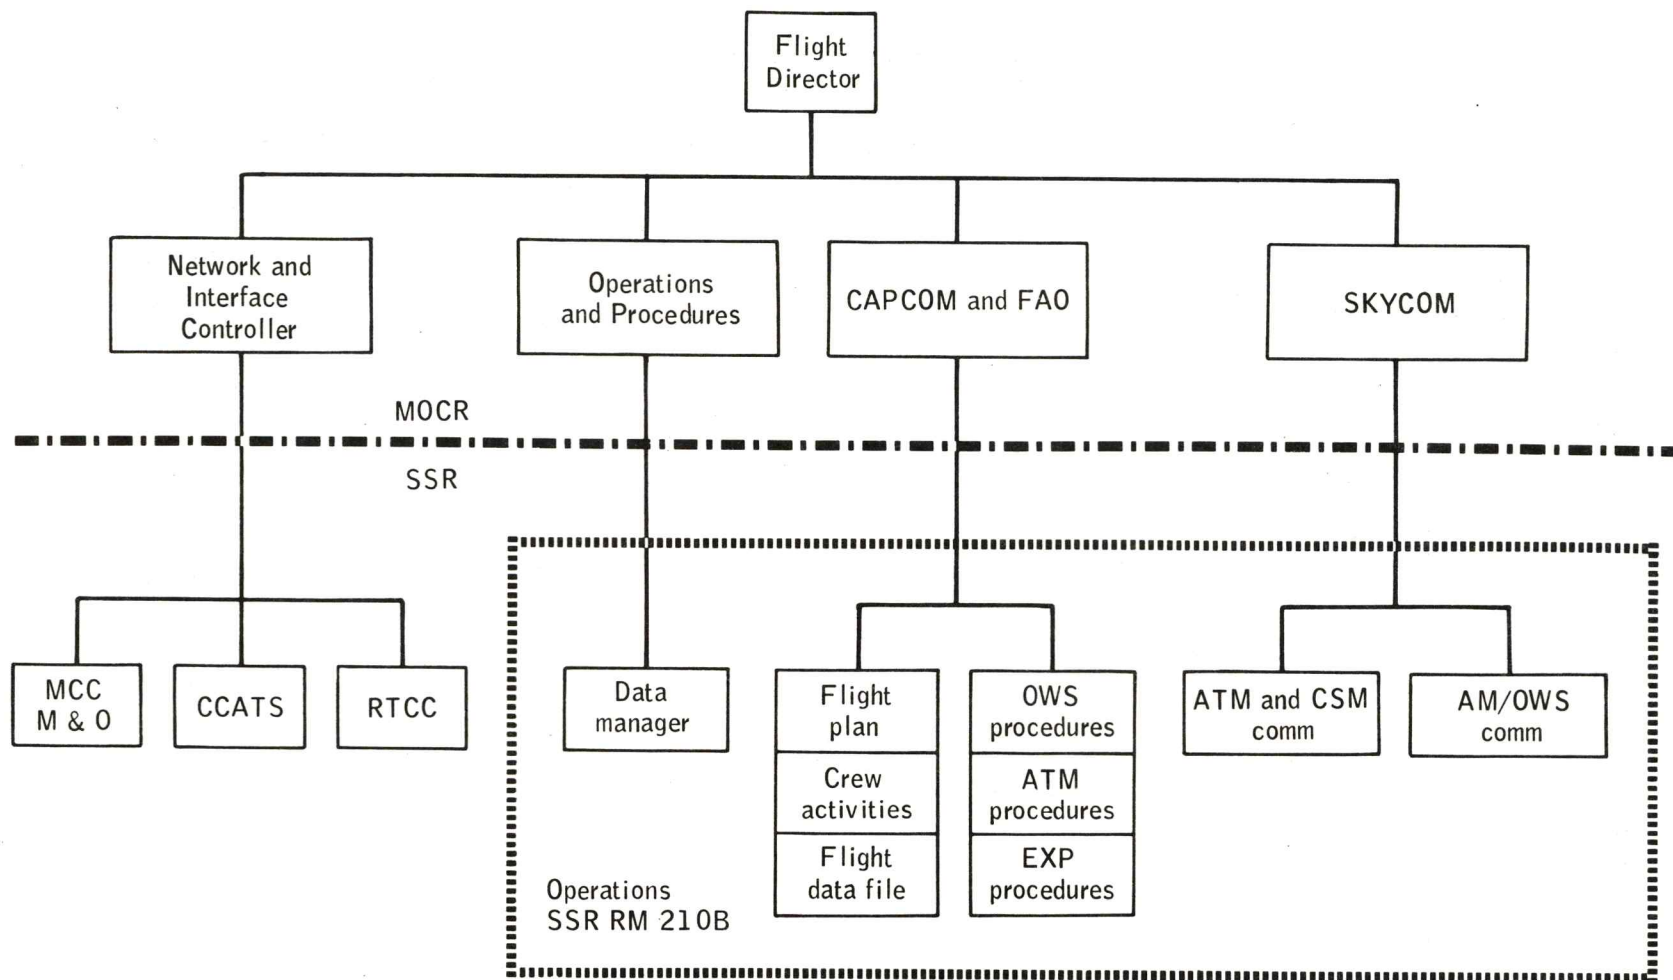 Flight
Director
Network and
Interface
Controller
Operations
and Procedures
CAPCOM and FAO
SKYCOM
MOCR
SSR
MCC
M & O
CCATS
RTCC
Data
manager
Flight
plan
Crew
activities
Flight
data file
OWS
procedures
ATM
procedures
EXP
procedures
ATM and CSM
comm
AM/OWS
comm
Operations
SSR RM 210B